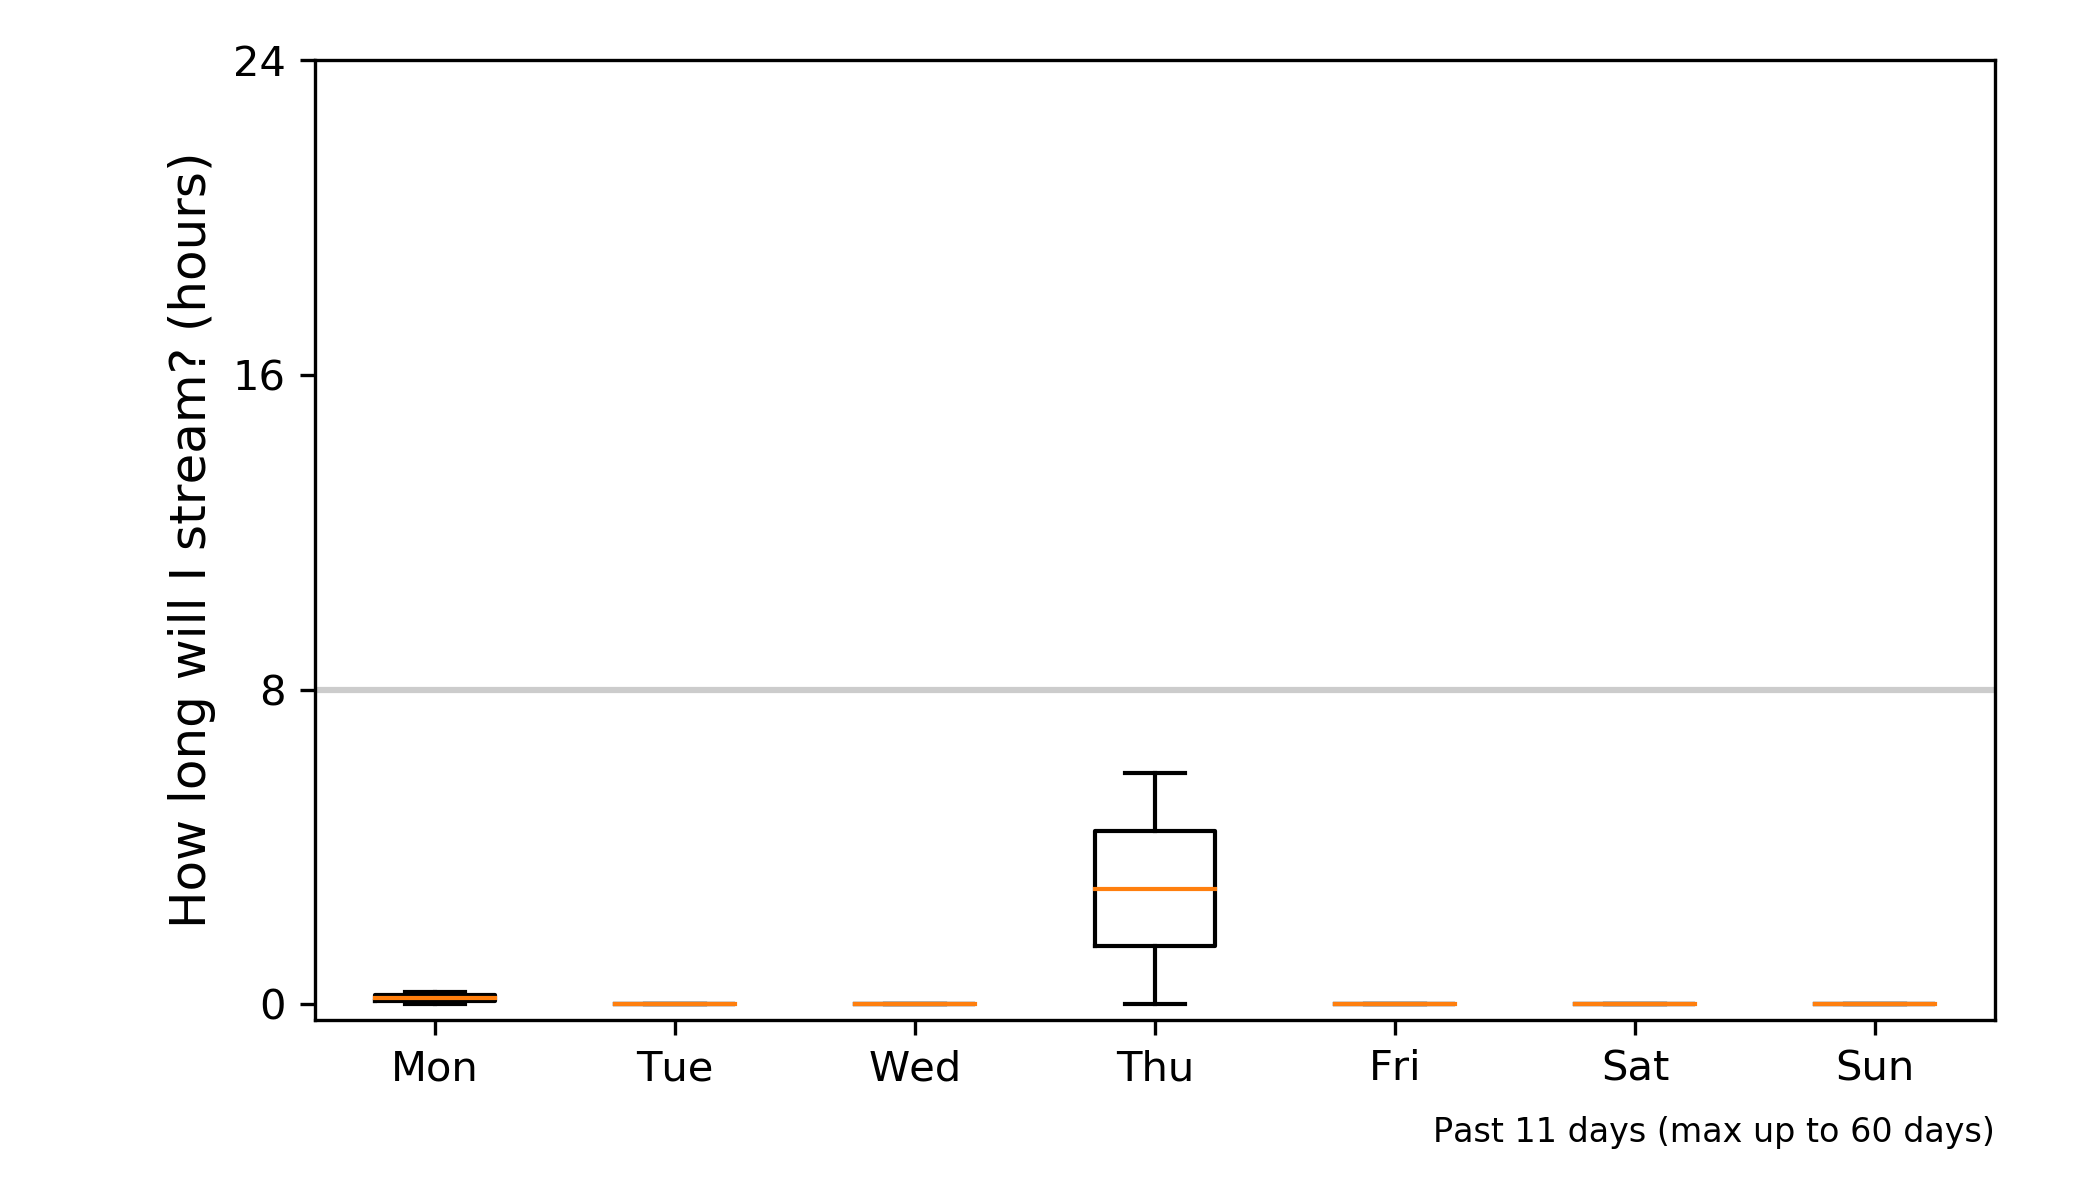 How long will I stream? (hours)
24
16
8
0
Mon Tue Wed Thu Fri Sat Sun
Past 11 days (max up to 60 days)